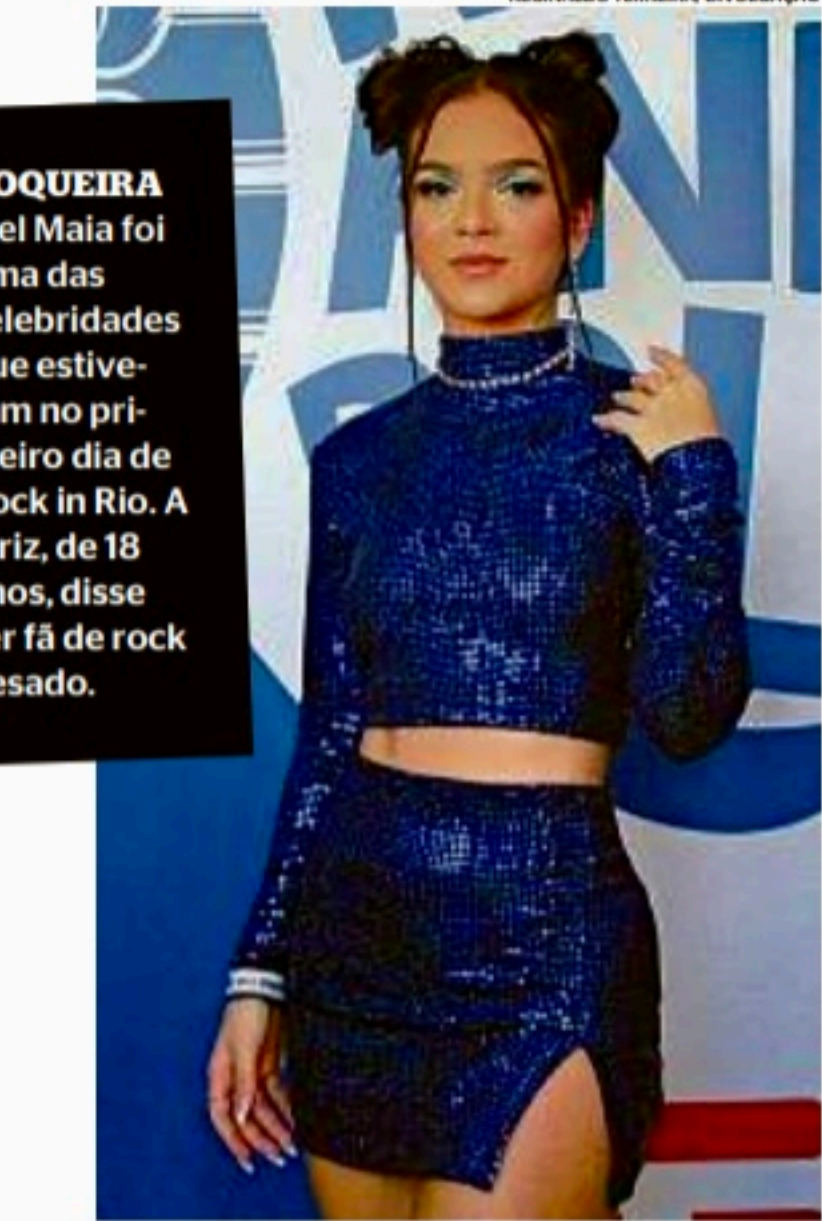 OQUEIRA
el Maia foi
ma das
elebridades
ue estive-
m no pri-
eiro dia de
ock in Rio. A
riz, de 18
nos, disse
er fã de rock
esado.